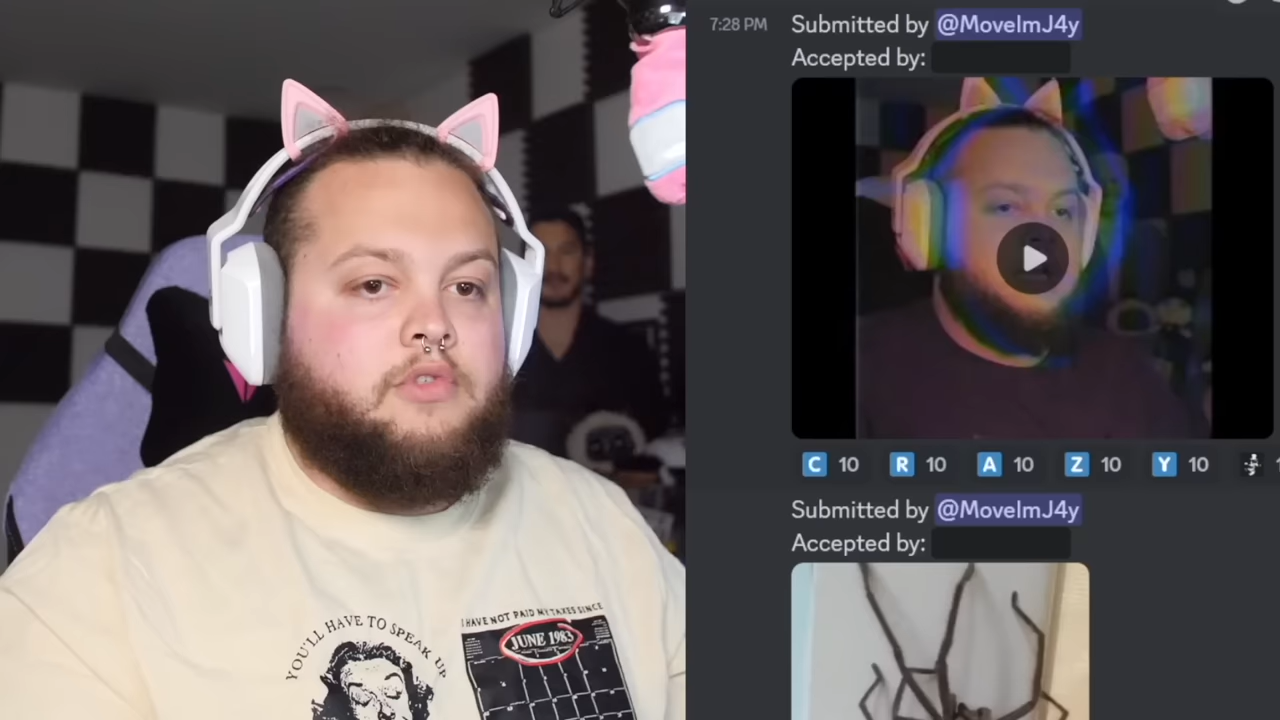 YOU'LL HAVE TO SPEAK UP
I HAVE NOT PAID MY TAXES SINCE
JUNE 1983
7:28 PM
Submitted by @MoveImJ4y
Accepted by:
C 10 R 10 A 10 Z 10 Y 10 1
Submitted by @MoveImJ4y
Accepted by: